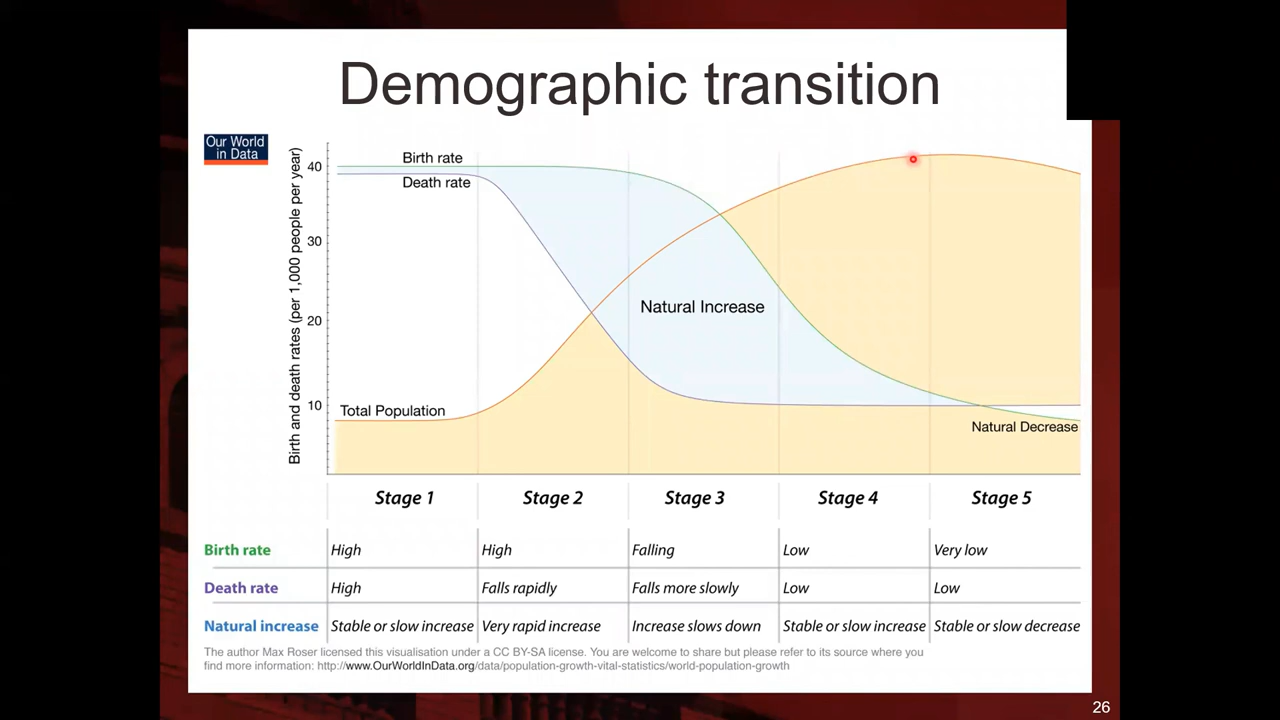 Demographic transition
Our World
in Data
Birth and death rates (per 1,000 people per year)
40
30
20
10
Birth rate
Death rate
Natural Increase
Total Population
Natural Decrease
Stage 1 Stage 2 Stage 3 Stage 4 Stage 5
Birth rate High High Falling Low Very low
Death rate High Falls rapidly Falls more slowly Low Low
Natural increase Stable or slow increase Very rapid increase Increase slows down Stable or slow increase Stable or slow decrease
The author Max Roser licensed this visualisation under a CC BY-SA license. You are welcome to share but please refer to its source where you
find more information: http://www.OurWorldInData.org/data/population-growth-vital-statistics/world-population-growth
26